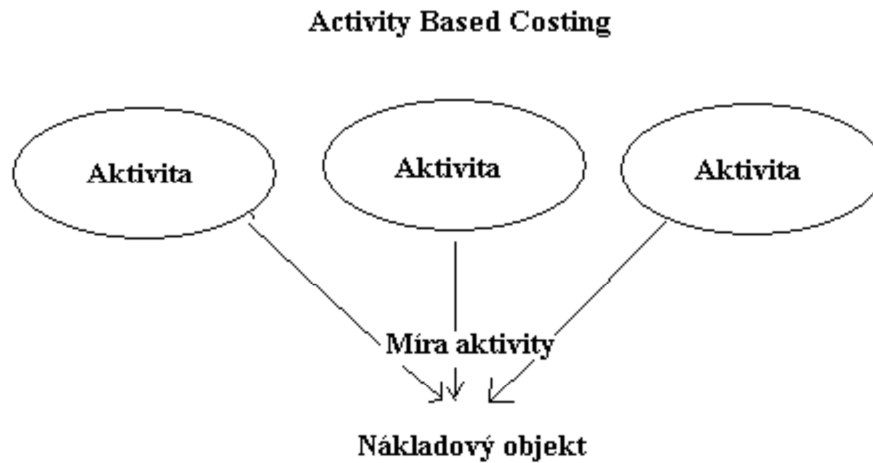 Activity Based Costing
Aktivita
Aktivita
Aktivita
Míra aktivity
Nákladový objekt